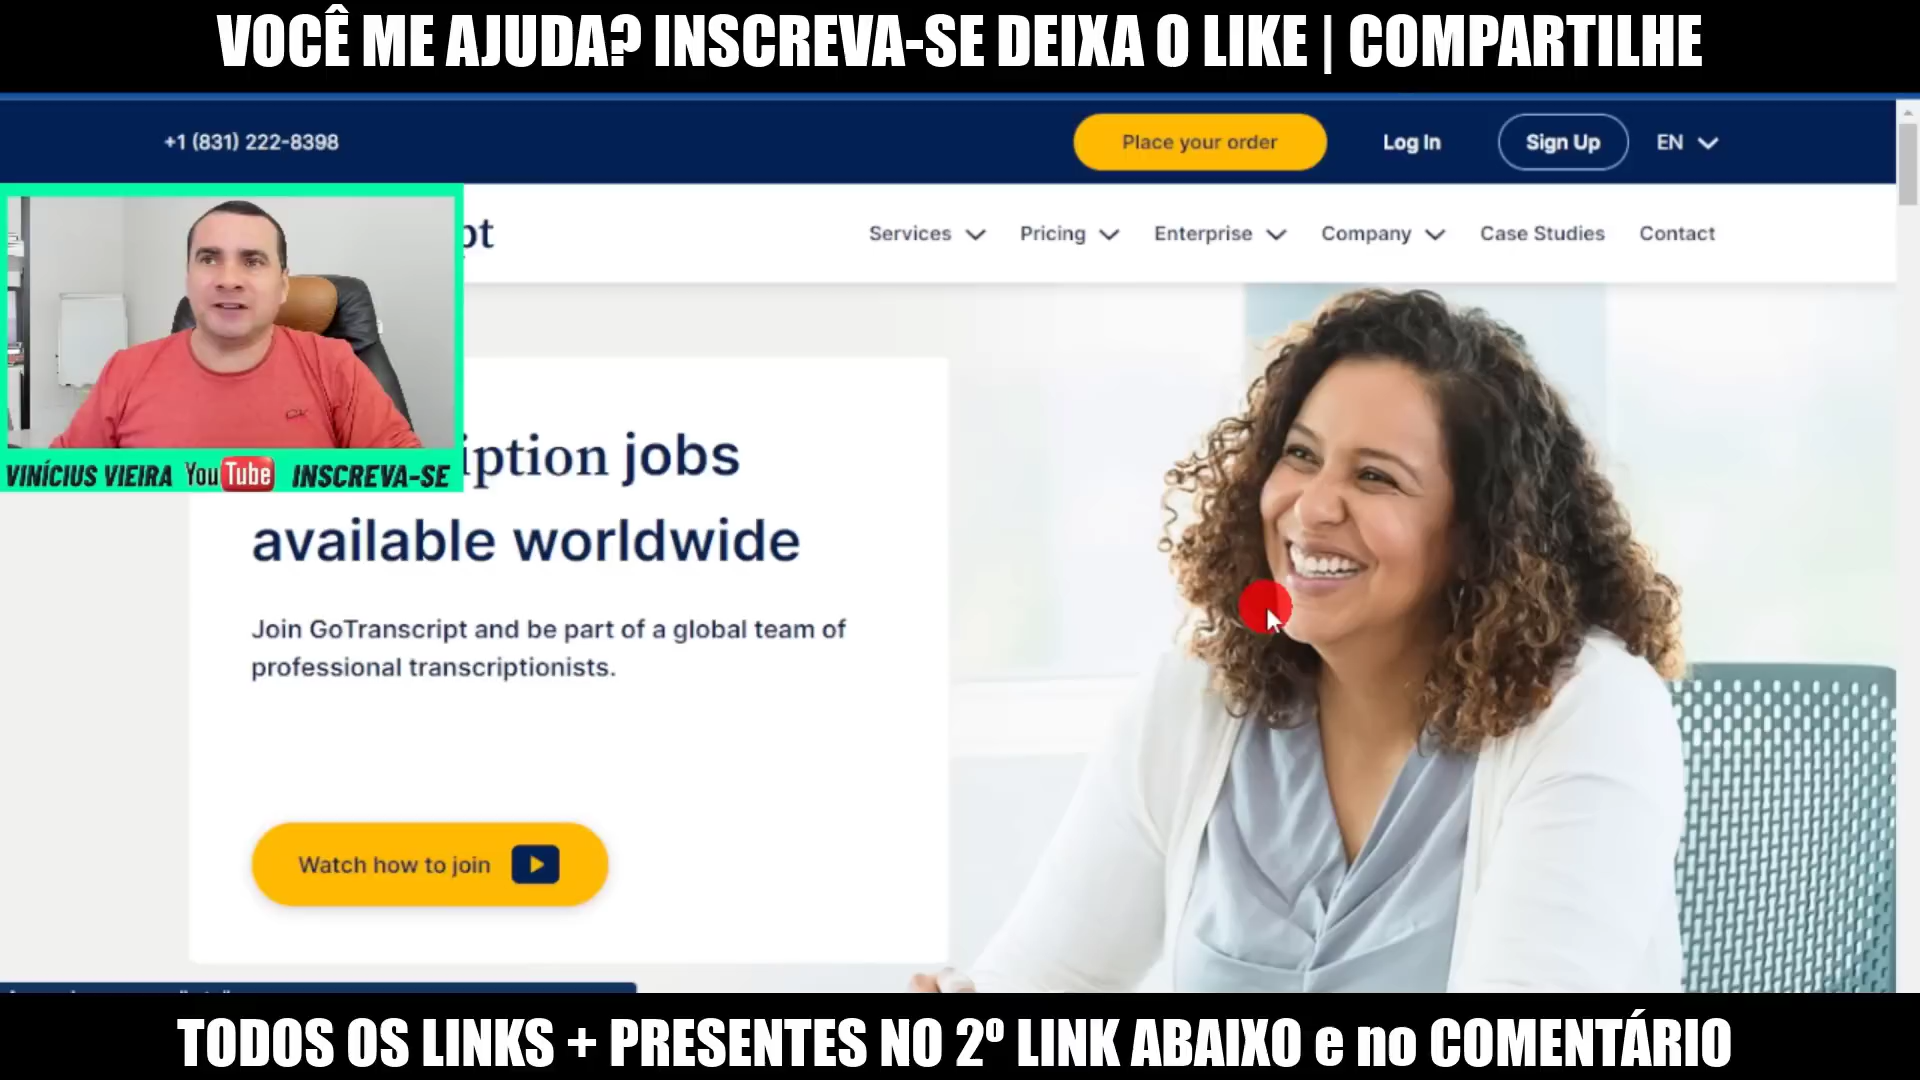 VOCÊ ME AJUDA? INSCREVA-SE DEIXA O LIKE | COMPARTILHE
+1 (831) 222-8398
Place your order
Log In
Sign Up
EN
pt
Services
Pricing
Enterprise
Company
Case Studies
Contact
CK
VINÍCIUS VIEIRA YouTube INSCREVA-SE
iption jobs
available worldwide
Join GoTranscript and be part of a global team of
professional transcriptionists.
Watch how to join
TODOS OS LINKS + PRESENTES NO 2º LINK ABAIXO e no COMENTÁRIO